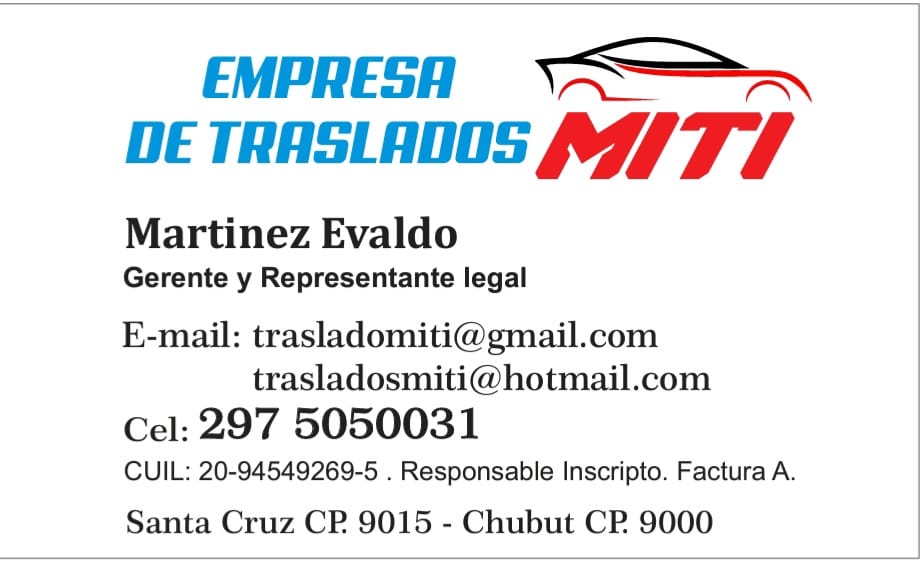 EMPRESA
DE TRASLADOS MITI
Martinez Evaldo
Gerente y Representante legal
E-mail: trasladomiti@gmail.com
trasladosmiti@hotmail.com
Cel: 297 5050031
CUIL: 20-94549269-5 . Responsable Inscripto. Factura A.
Santa Cruz CP. 9015 - Chubut CP. 9000